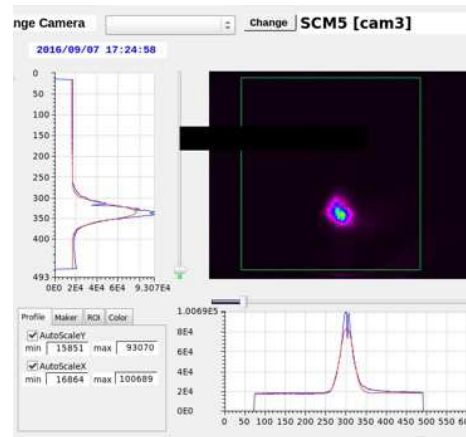 nge Camera Change SCM5 [cam3]
2016/09/07 17:24:58
0
50
100
150
200
250
300
350
400
493
0E0 2E4 4E4 6E4 9.307E4
Profile Maker ROI Color
AutoScaleY
min 15851 max 93070
AutoScaleX
min 16864 max 100689
1.0069E5
8E4
6E4
4E4
2E4
0E0
0 50 100 150 200 250 300 350 400 450 500 550 600